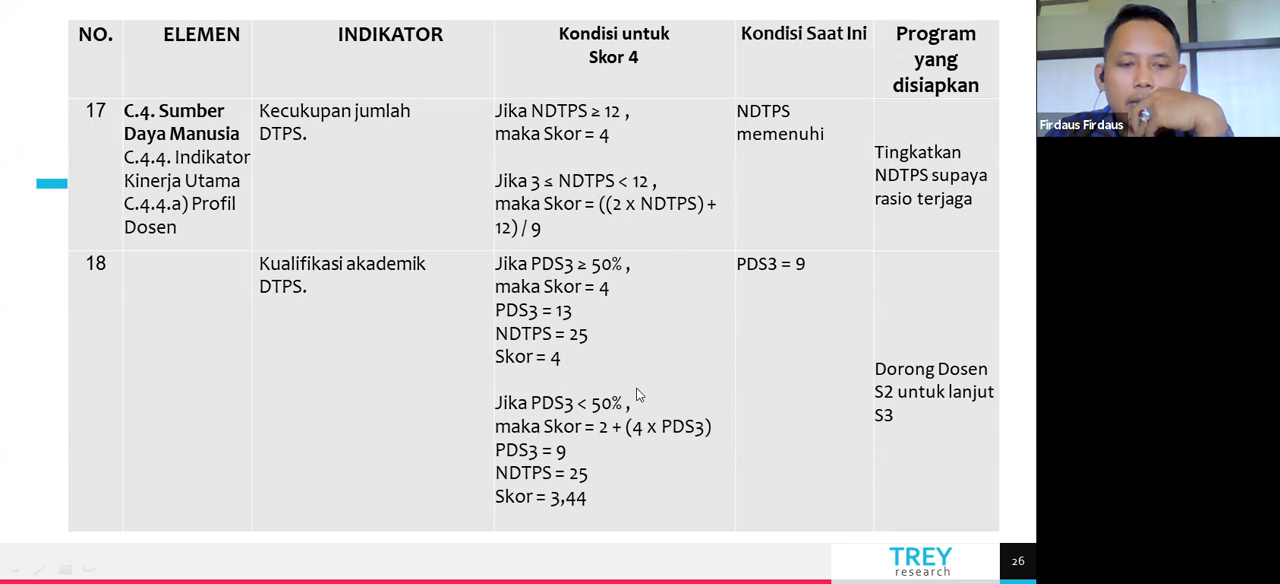 NO.
ELEMEN
INDIKATOR
Kondisi untuk
Skor 4
Kondisi Saat Ini
Program
yang
disiapkan
17
C.4. Sumber
Daya Manusia
C.4.4. Indikator
Kinerja Utama
C.4.4.a) Profil
Dosen
Kecukupan jumlah
DTPS.
Jika NDTPS ≥ 12 ,
maka Skor = 4
Jika 3 ≤ NDTPS < 12 ,
maka Skor = ((2 x NDTPS) +
12) / 9
NDTPS
memenuhi
Tingkatkan
NDTPS supaya
rasio terjaga
18
Kualifikasi akademik
DTPS.
Jika PDS3 ≥ 50% ,
maka Skor = 4
PDS3 = 13
NDTPS = 25
Skor = 4
Jika PDS3 < 50% ,
maka Skor = 2 + (4 x PDS3)
PDS3 = 9
NDTPS = 25
Skor = 3,44
PDS3 = 9
Dorong Dosen
S2 untuk lanjut
S3
TREY
research
26
Firdaus Firdaus